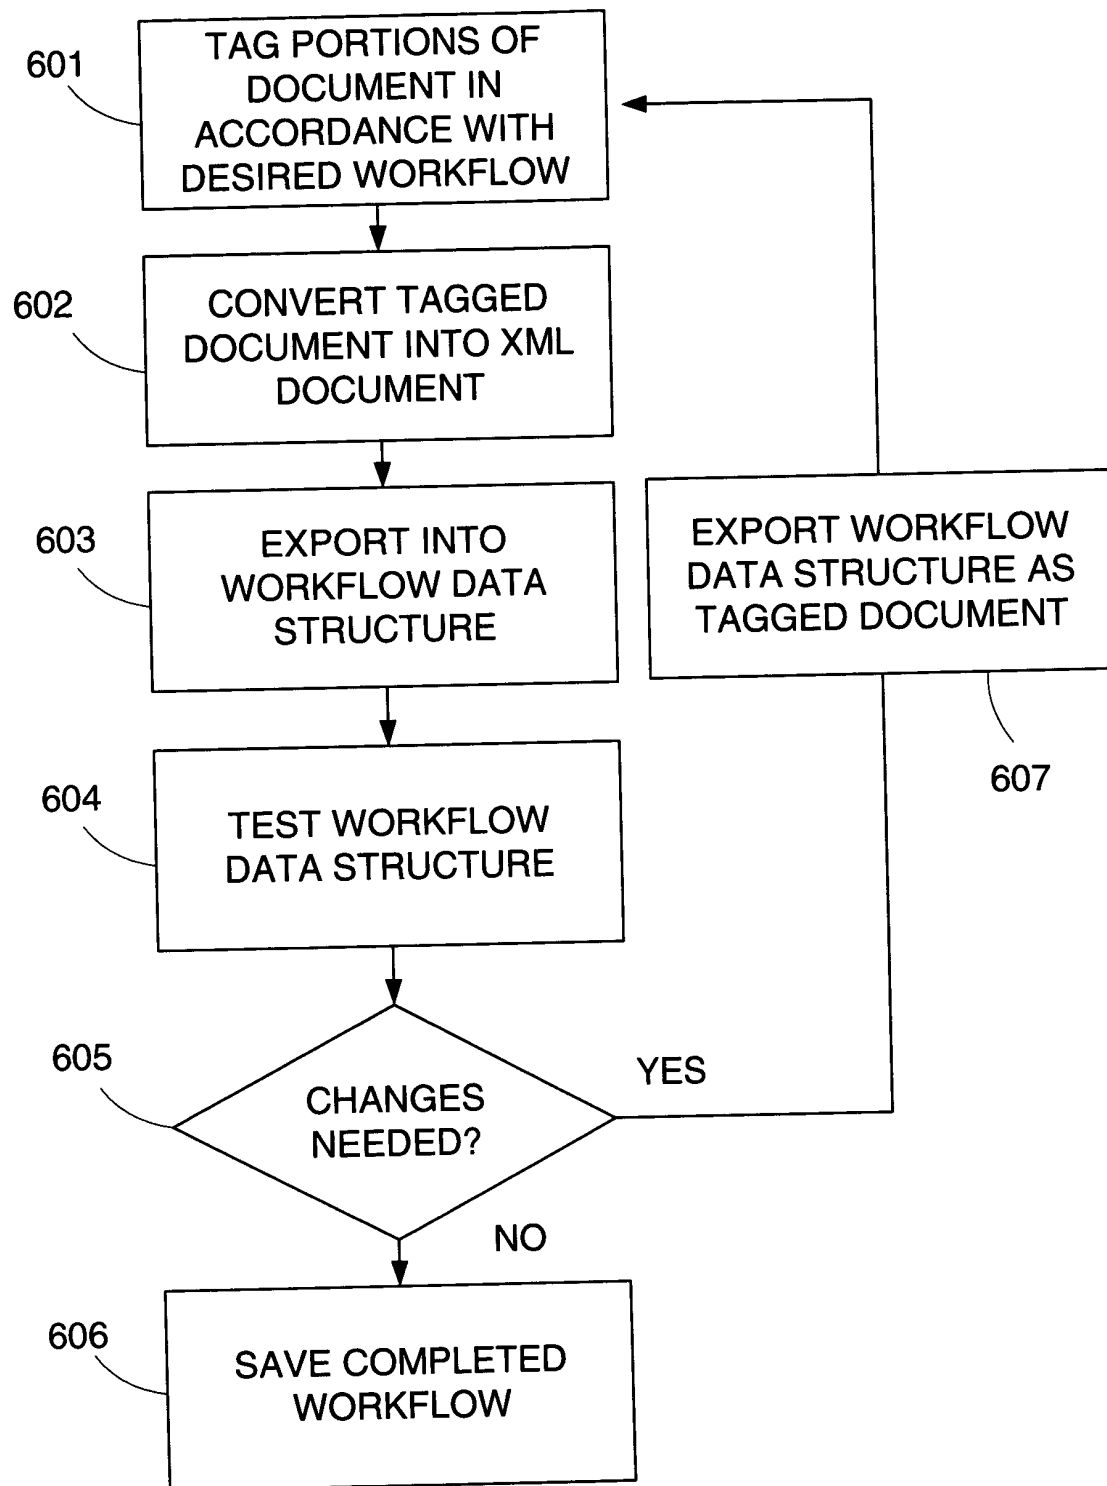 601
TAG PORTIONS OF
DOCUMENT IN
ACCORDANCE WITH
DESIRED WORKFLOW
602
CONVERT TAGGED
DOCUMENT INTO XML
DOCUMENT
603
EXPORT INTO
WORKFLOW DATA
STRUCTURE
EXPORT WORKFLOW
DATA STRUCTURE AS
TAGGED DOCUMENT
607
604
TEST WORKFLOW
DATA STRUCTURE
605
CHANGES
NEEDED?
YES
NO
606
SAVE COMPLETED
WORKFLOW